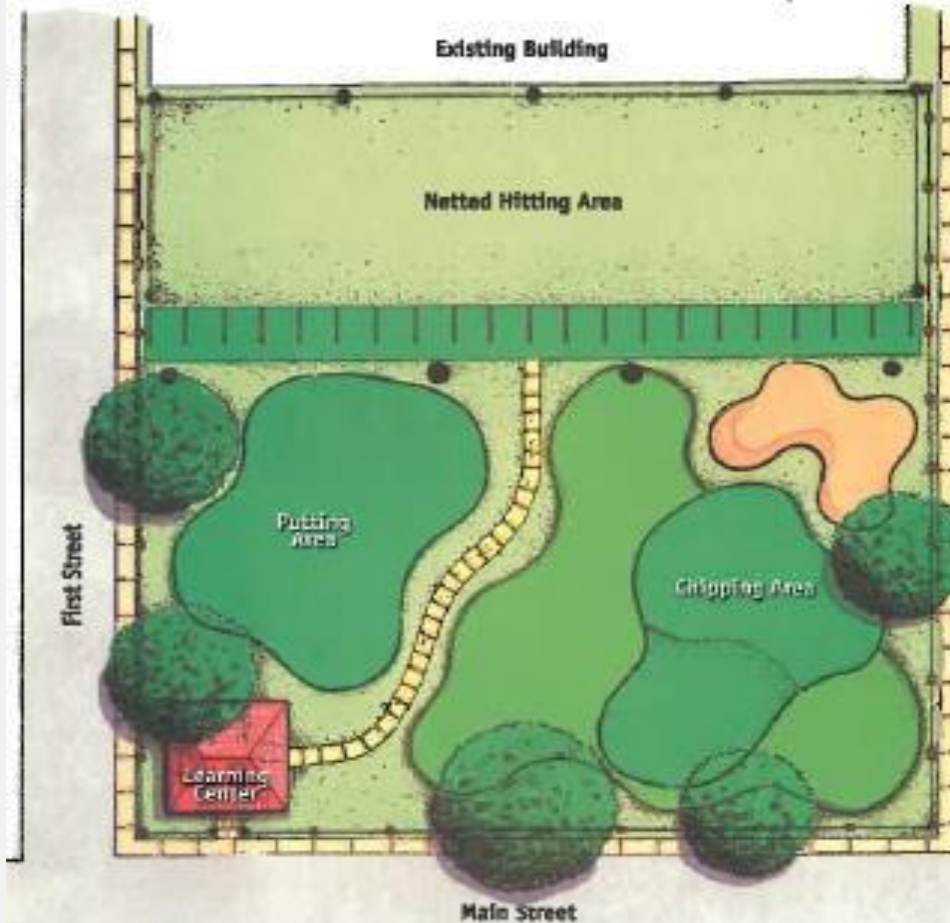 Existing Building
Netted Hitting Area
Putting
Area
Chipping Area
First Street
Learning
Center
Main Street